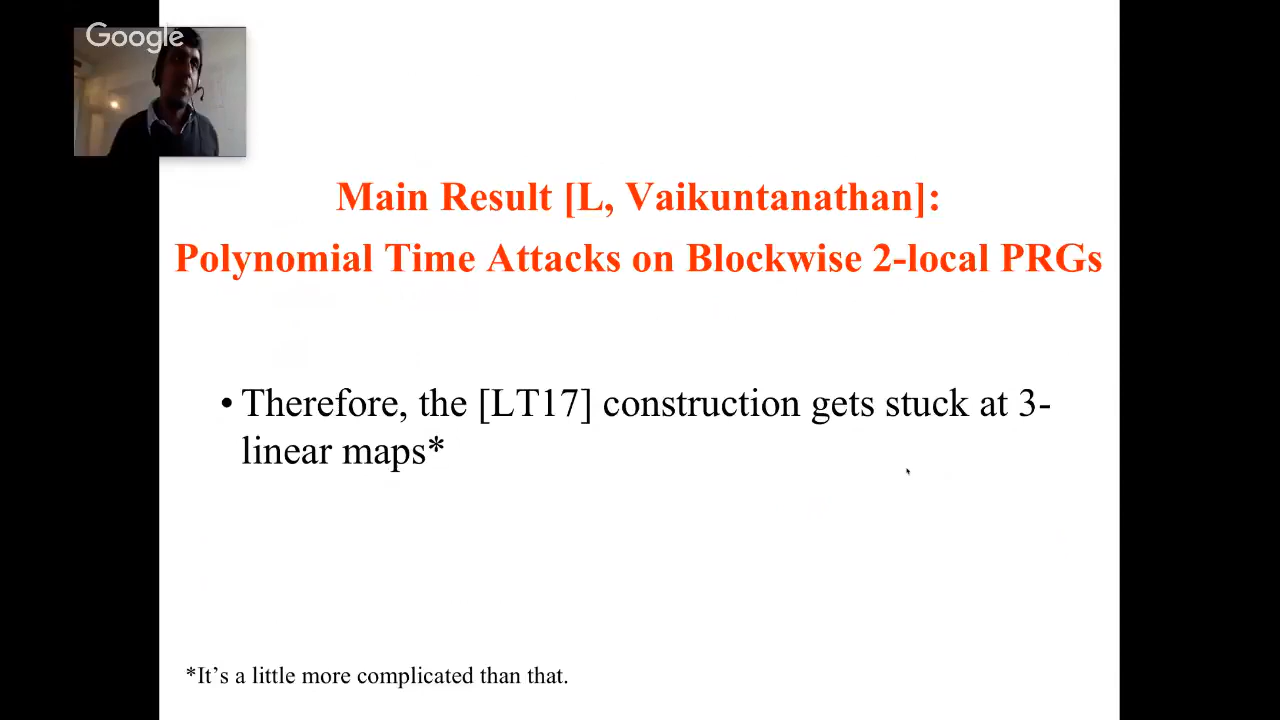 Google
Main Result [L, Vaikuntanathan]:
Polynomial Time Attacks on Blockwise 2-local PRGs
• Therefore, the [LT17] construction gets stuck at 3-
linear maps*
*It’s a little more complicated than that.